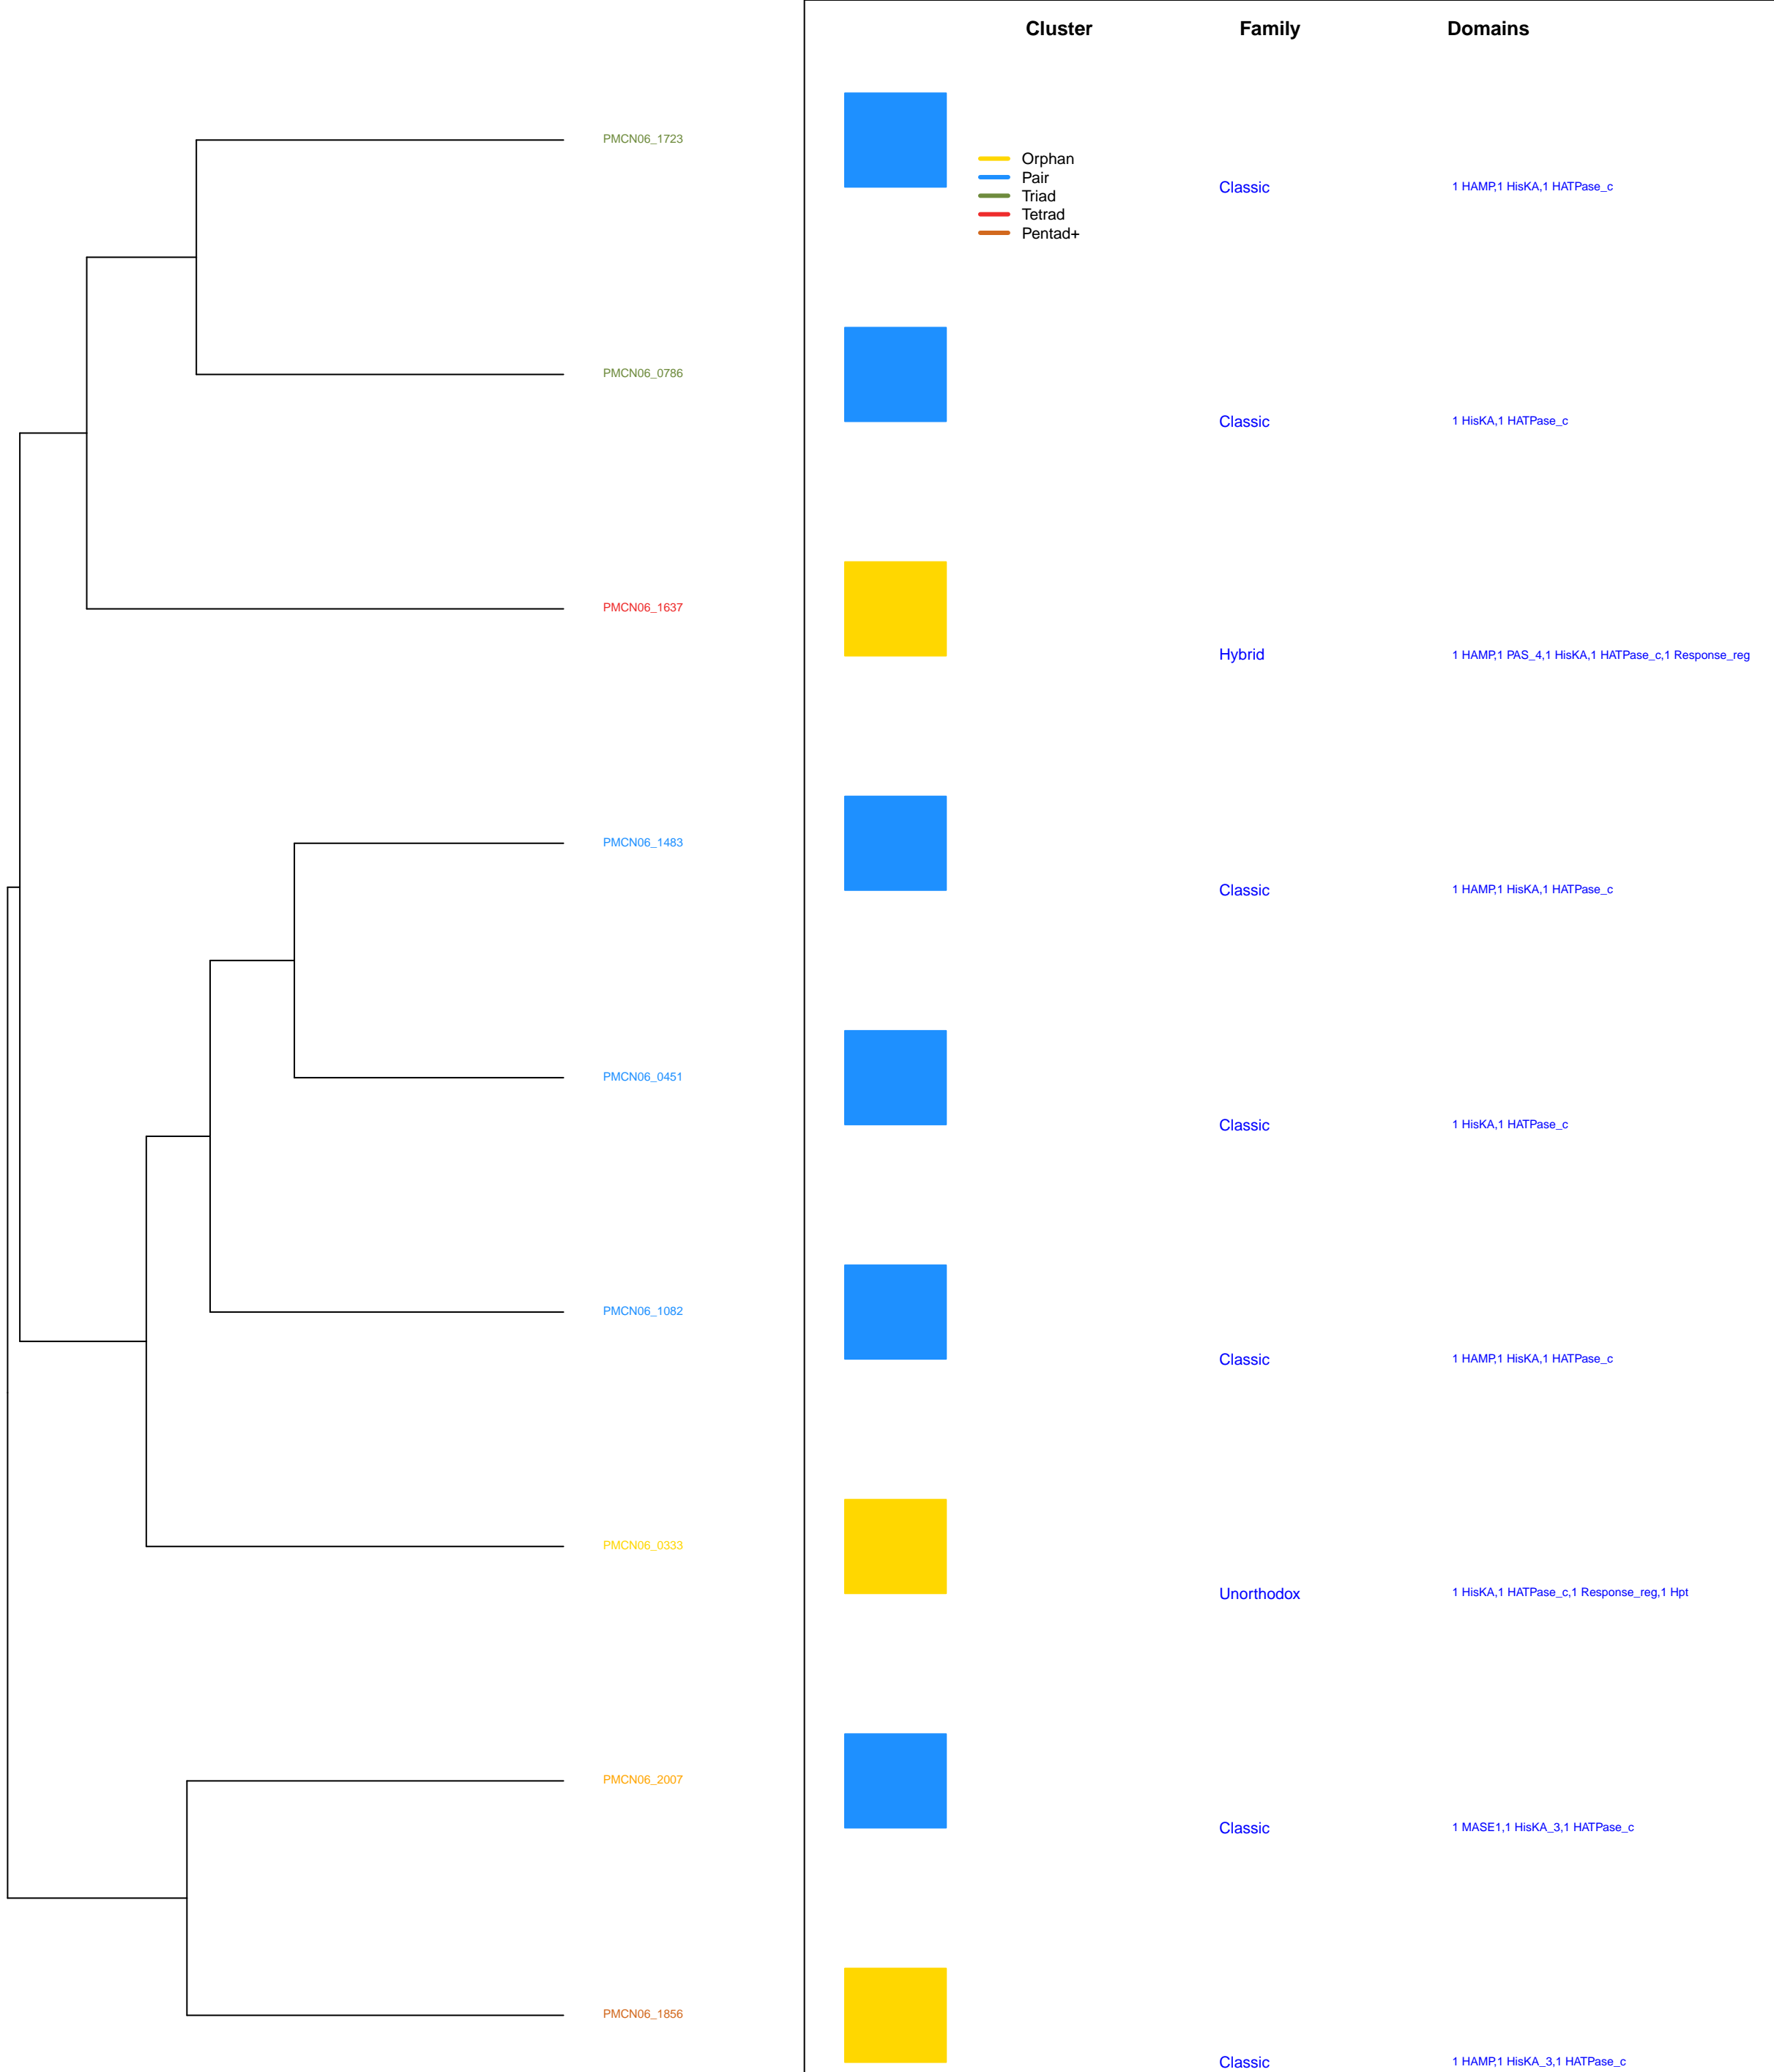 Cluster Family Domains
PMCN06_1723
Orphan
Pair
Triad
Tetrad
Pentad+
Classic 1 HAMP,1 HisKA,1 HATPase_c
PMCN06_0786
Classic 1 HisKA,1 HATPase_c
PMCN06_1637
Hybrid 1 HAMP,1 PAS_4,1 HisKA,1 HATPase_c,1 Response_reg
PMCN06_1483
Classic 1 HAMP,1 HisKA,1 HATPase_c
PMCN06_0451
Classic 1 HisKA,1 HATPase_c
PMCN06_1082
Classic 1 HAMP,1 HisKA,1 HATPase_c
PMCN06_0333
Unorthodox 1 HisKA,1 HATPase_c,1 Response_reg,1 Hpt
PMCN06_2007
Classic 1 MASE1,1 HisKA_3,1 HATPase_c
PMCN06_1856
Classic 1 HAMP,1 HisKA_3,1 HATPase_c